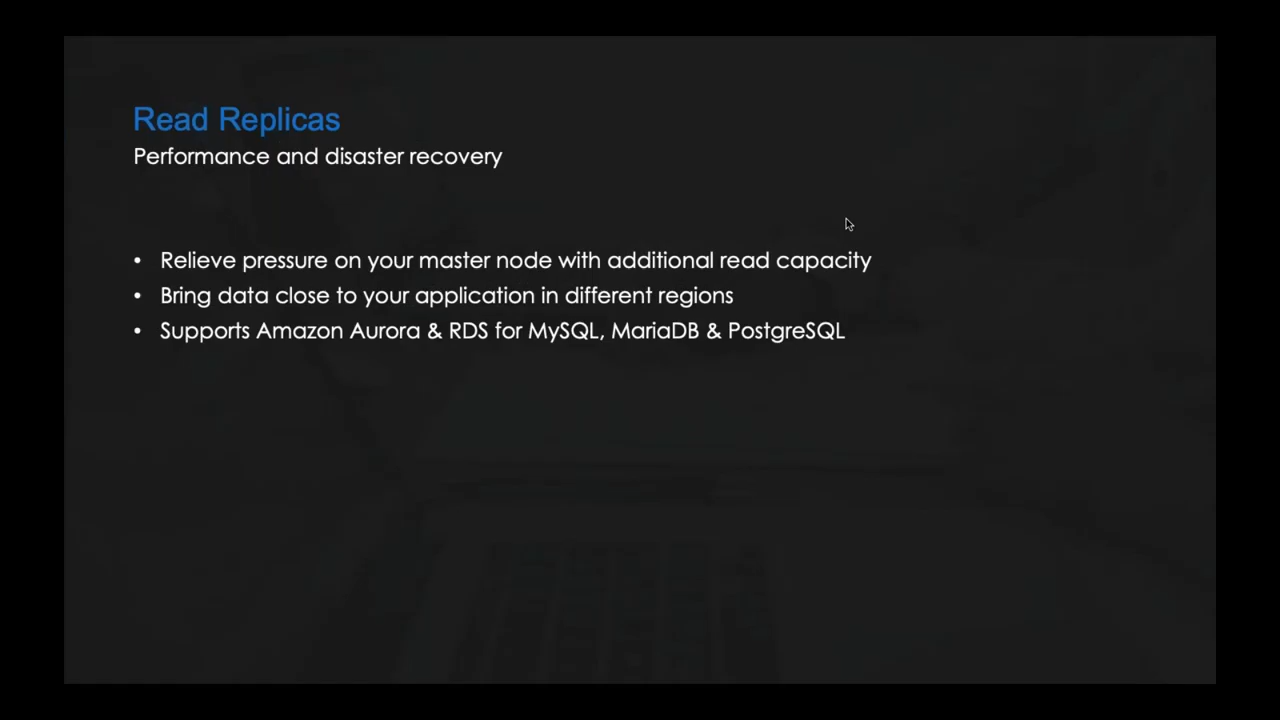 Read Replicas
Performance and disaster recovery
• Relieve pressure on your master node with additional read capacity
• Bring data close to your application in different regions
• Supports Amazon Aurora & RDS for MySQL, MariaDB & PostgreSQL